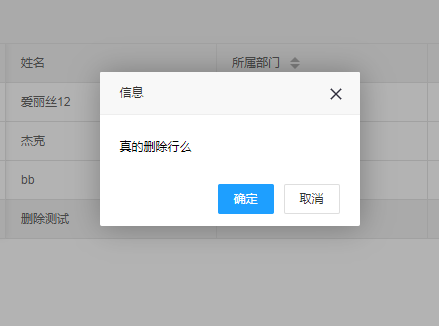 姓名 所属部门
信息
爱丽丝12
真的删除行么
杰克
bb
确定 取消
删除测试